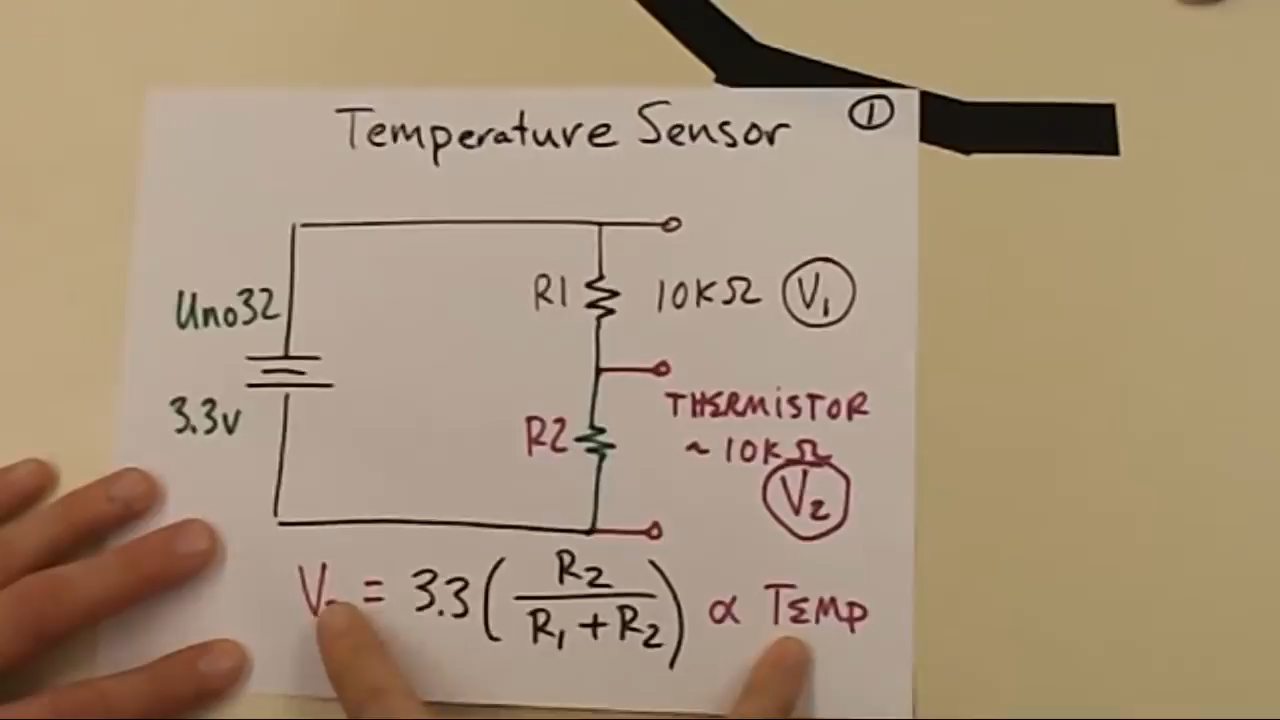 Temperature Sensor
①
Uno32
3.3v
R1 10KΩ V₁
THERMISTOR
R2 ~10KΩ
V₂
V = 3.3 (R₂ / R₁ + R₂) ∝ TEMP